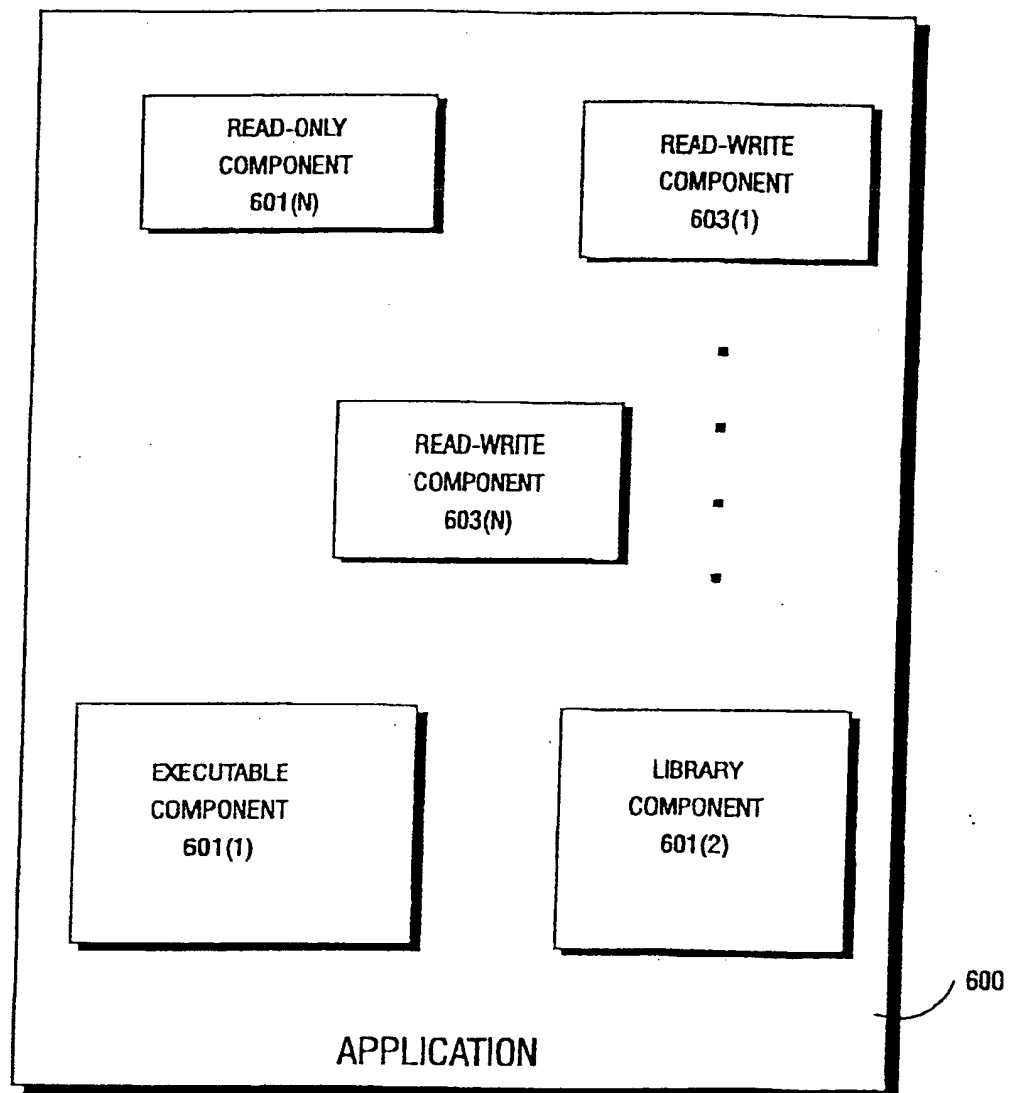 READ-ONLY
COMPONENT
601(N)
READ-WRITE
COMPONENT
603(1)
READ-WRITE
COMPONENT
603(N)
EXECUTABLE
COMPONENT
601(1)
LIBRARY
COMPONENT
601(2)
600
APPLICATION